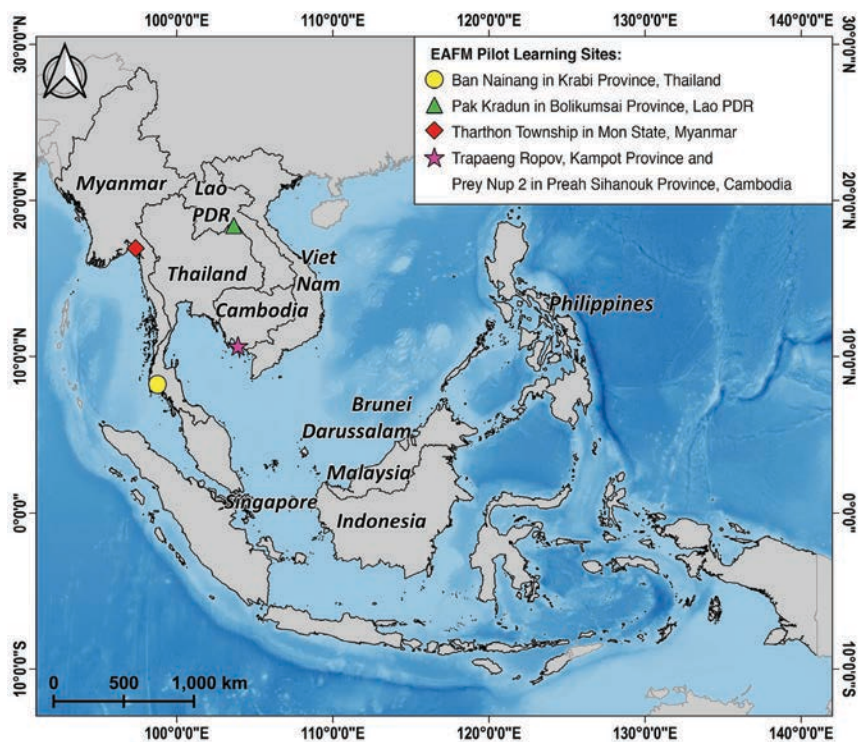 100°0'0"E 110°0'0"E 120°0'0"E 130°0'0"E 140°0'0"E
30°0'0"N
30°0'0"N
EAFM Pilot Learning Sites:
Ban Nainang in Krabi Province, Thailand
Pak Kradun in Bolikumsai Province, Lao PDR
Tharthon Township in Mon State, Myanmar
Trapaeng Ropov, Kampot Province and
Prey Nup 2 in Preah Sihanouk Province, Cambodia
20°0'0"N
20°0'0"N
Myanmar
Lao
PDR
Viet
Nam
Thailand
Cambodia
Philippines
10°0'0"N
10°0'0"N
Brunei
Darussalam
Malaysia
Singapore
Indonesia
0°0'0"
0°0'0"
10°0'0"S
10°0'0"S
0 500 1,000 km
100°0'0"E 110°0'0"E 120°0'0"E 130°0'0"E 140°0'0"E